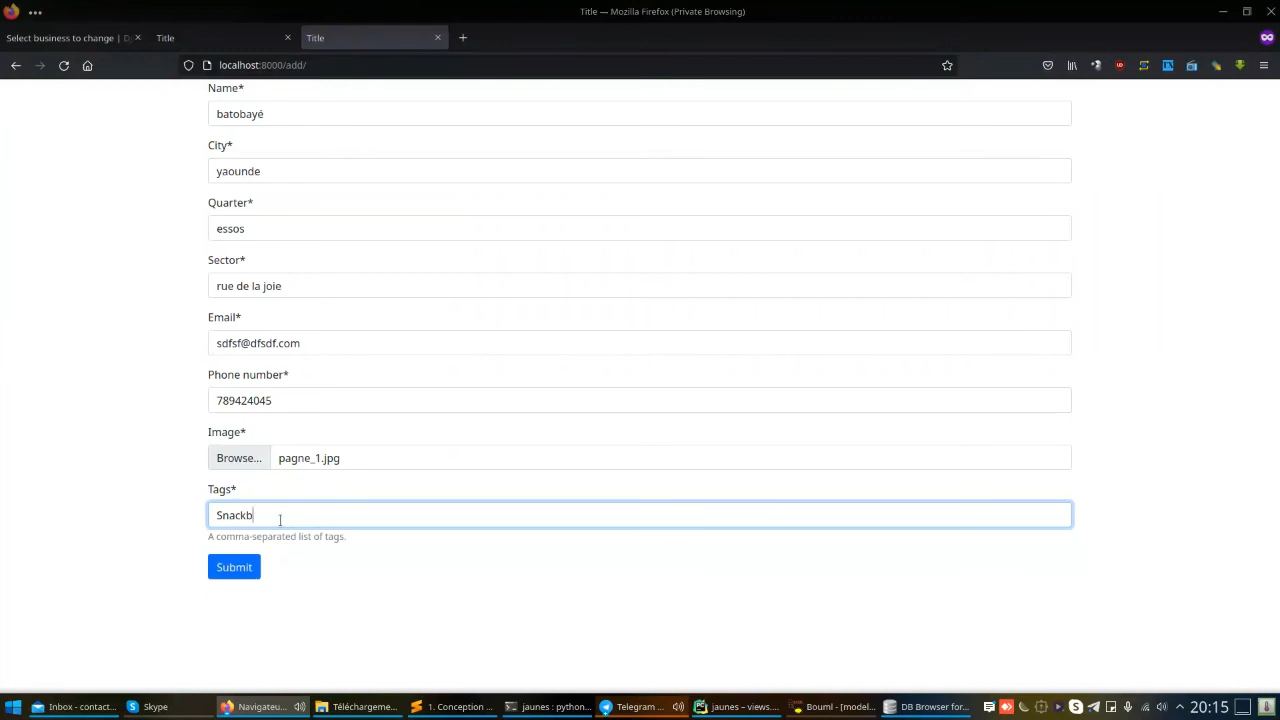 Title — Mozilla Firefox (Private Browsing)
Select business to change | D
Title
Title
localhost:8000/add/
Name*
batobayé
City*
yaounde
Quarter*
essos
Sector*
rue de la joie
Email*
sdfsf@dfsdf.com
Phone number*
789424045
Image*
Browse... pagne_1.jpg
Tags*
Snackb
A comma-separated list of tags.
Submit
Inbox - contact... Skype Navigateu... Téléchargeme... 1. Conception ... jaunes : python... Telegram ... jaunes – views.... Bouml - [model... DB Browser for... 20:15